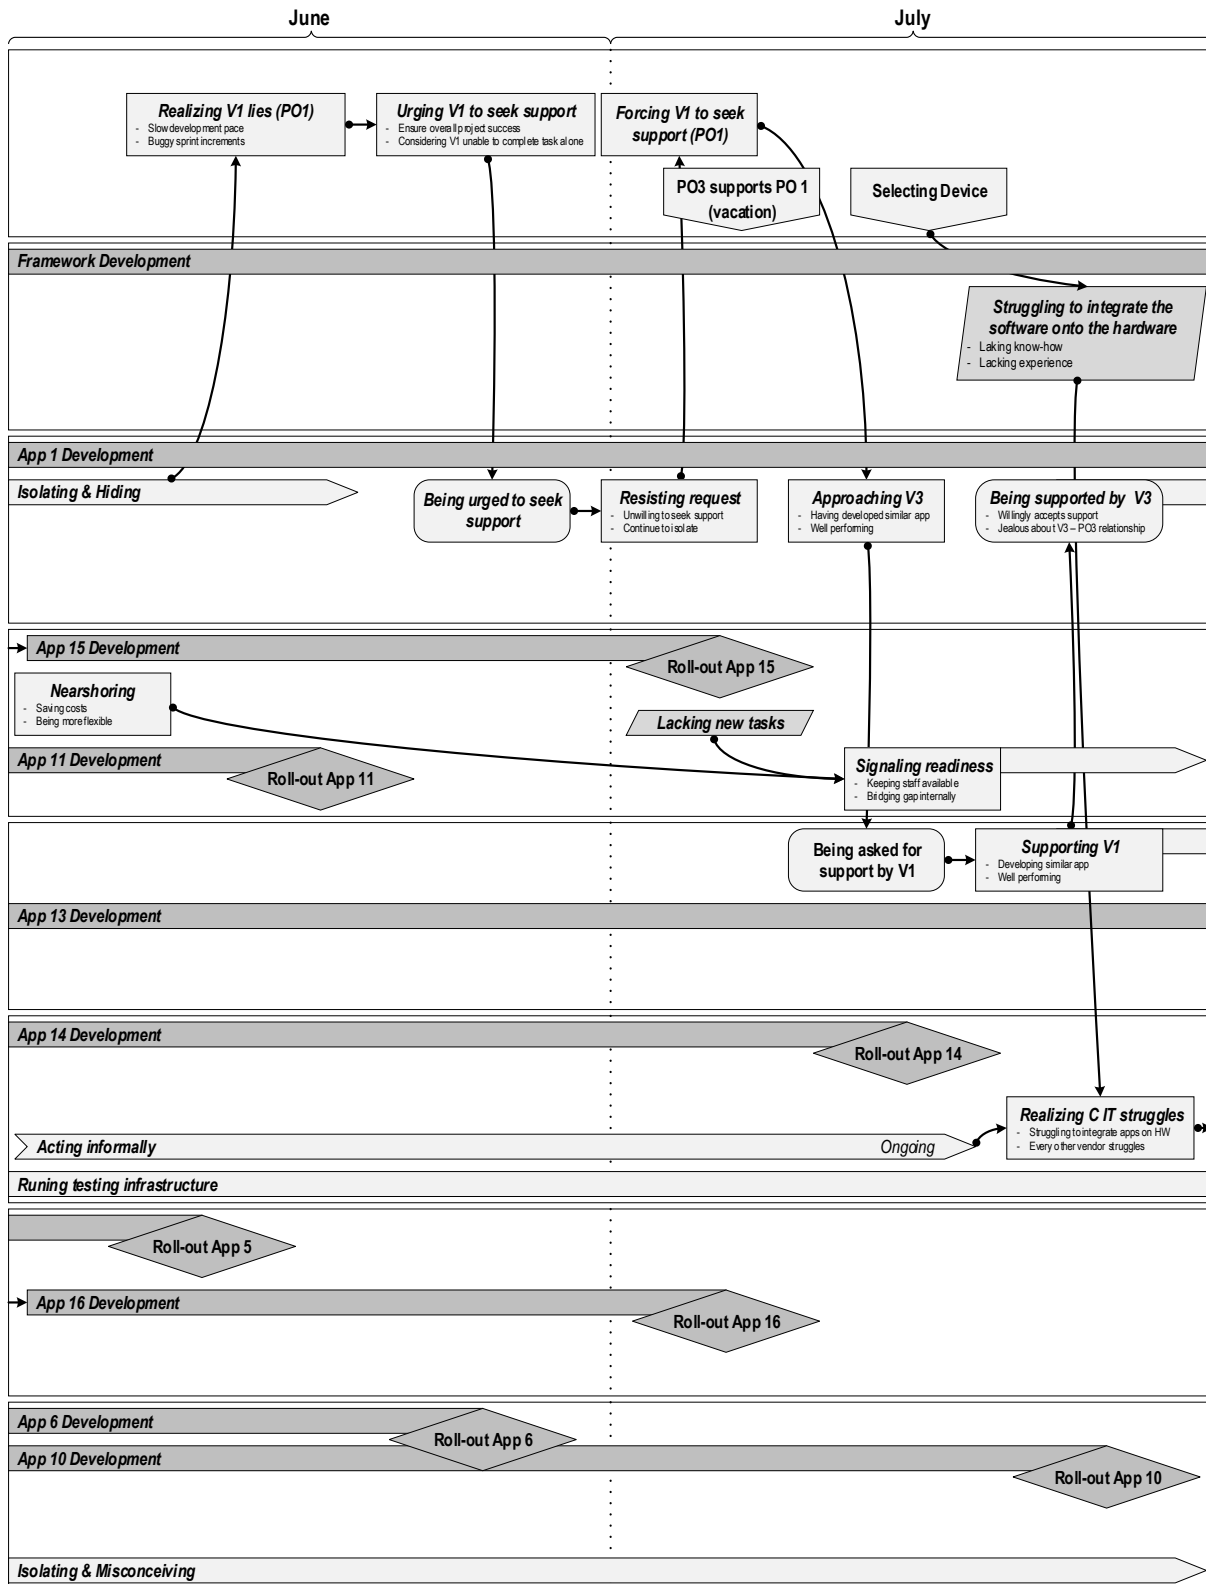 June
July
Realizing V1 lies (PO1)
- Slow development pace
- Buggy sprint increments
Urging V1 to seek support
- Ensure overall project success
- Considering V1 unable to complete task alone
Forcing V1 to seek
support (PO1)
PO3 supports PO 1
(vacation)
Selecting Device
Framework Development
Struggling to integrate the
software onto the hardware
- Laking know-how
- Lacking experience
App 1 Development
Isolating & Hiding
Being urged to seek
support
Resisting request
- Unwilling to seek support
- Continue to isolate
Approaching V3
- Having developed similar app
- Well performing
Being supported by V3
- Willingly accepts support
- Jealous about V3 – PO3 relationship
App 15 Development
Roll-out App 15
Nearshoring
- Saving costs
- Being more flexible
Lacking new tasks
App 11 Development
Roll-out App 11
Signaling readiness
- Keeping staff available
- Bridging gap internally
Being asked for
support by V1
Supporting V1
- Developing similar app
- Well performing
App 13 Development
App 14 Development
Roll-out App 14
Realizing C IT struggles
- Struggling to integrate apps on HW
- Every other vendor struggles
Acting informally
Ongoing
Runing testing infrastructure
Roll-out App 5
App 16 Development
Roll-out App 16
App 6 Development
Roll-out App 6
App 10 Development
Roll-out App 10
Isolating & Misconceiving